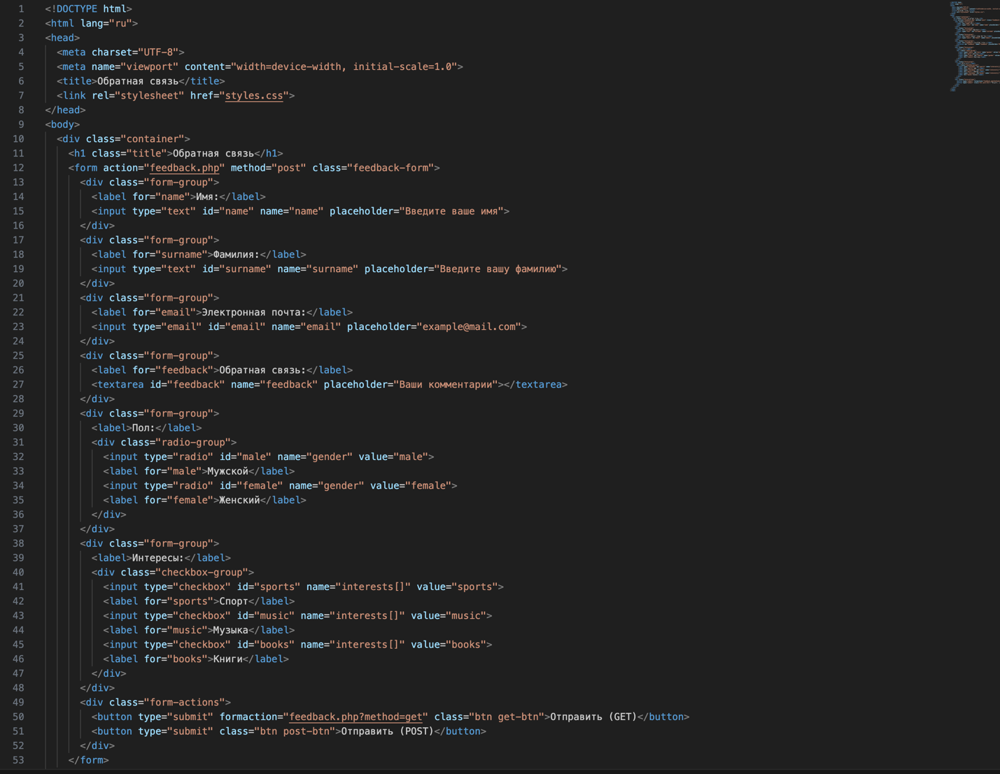 1 <!DOCTYPE html>
2 <html lang="ru">
3 <head>
4 <meta charset="UTF-8">
5 <meta name="viewport" content="width=device-width, initial-scale=1.0">
6 <title>Обратная связь</title>
7 <link rel="stylesheet" href="styles.css">
8 </head>
9 <body>
10 <div class="container">
11 <h1 class="title">Обратная связь</h1>
12 <form action="feedback.php" method="post" class="feedback-form">
13 <div class="form-group">
14 <label for="name">Имя:</label>
15 <input type="text" id="name" name="name" placeholder="Введите ваше имя">
16 </div>
17 <div class="form-group">
18 <label for="surname">Фамилия:</label>
19 <input type="text" id="surname" name="surname" placeholder="Введите вашу фамилию">
20 </div>
21 <div class="form-group">
22 <label for="email">Электронная почта:</label>
23 <input type="email" id="email" name="email" placeholder="example@mail.com">
24 </div>
25 <div class="form-group">
26 <label for="feedback">Обратная связь:</label>
27 <textarea id="feedback" name="feedback" placeholder="Ваши комментарии"></textarea>
28 </div>
29 <div class="form-group">
30 <label>Пол:</label>
31 <div class="radio-group">
32 <input type="radio" id="male" name="gender" value="male">
33 <label for="male">Мужской</label>
34 <input type="radio" id="female" name="gender" value="female">
35 <label for="female">Женский</label>
36 </div>
37 </div>
38 <div class="form-group">
39 <label>Интересы:</label>
40 <div class="checkbox-group">
41 <input type="checkbox" id="sports" name="interests[]" value="sports">
42 <label for="sports">Спорт</label>
43 <input type="checkbox" id="music" name="interests[]" value="music">
44 <label for="music">Музыка</label>
45 <input type="checkbox" id="books" name="interests[]" value="books">
46 <label for="books">Книги</label>
47 </div>
48 </div>
49 <div class="form-actions">
50 <button type="submit" formaction="feedback.php?method=get" class="btn get-btn">Отправить (GET)</button>
51 <button type="submit" class="btn post-btn">Отправить (POST)</button>
52 </div>
53 </form>